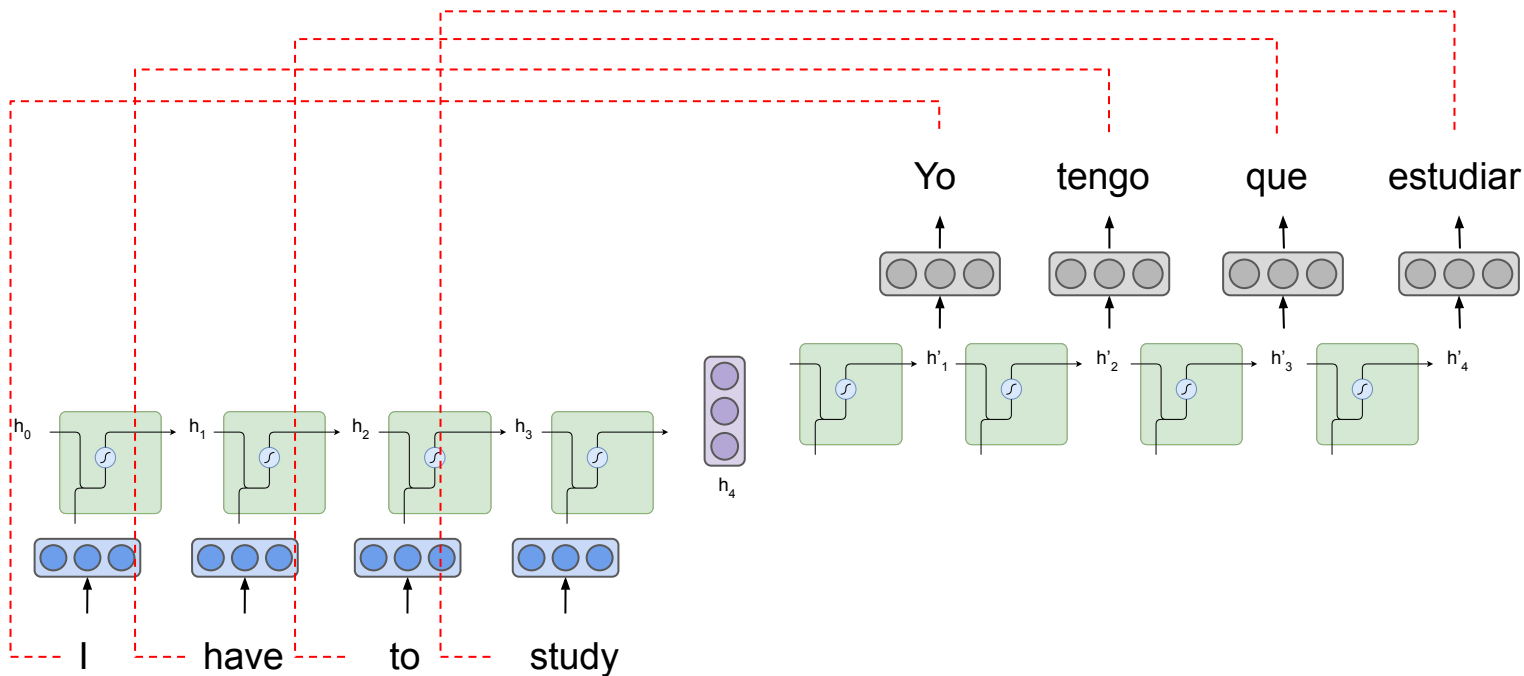 Yo tengo que estudiar
h'1 h'2 h'3 h'4
h0 h1 h2 h3
h4
I have to study